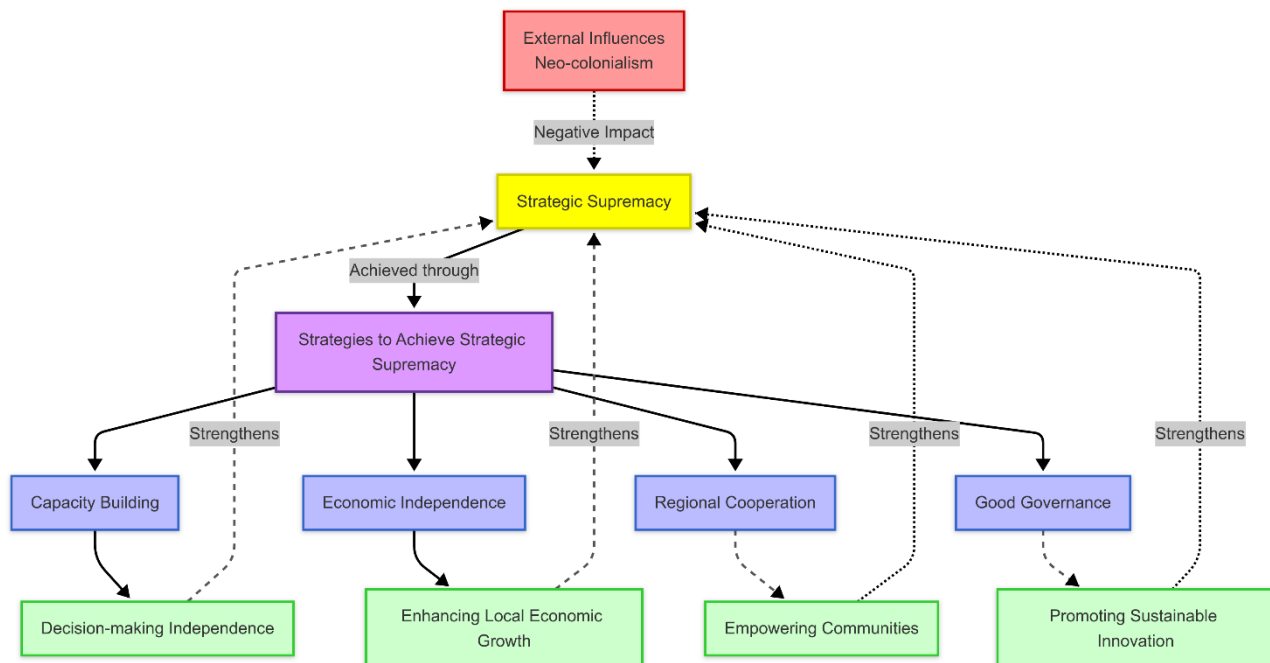 External Influences
Neo-colonialism
Negative Impact
Strategic Supremacy
Achieved through
Strategies to Achieve Strategic
Supremacy
Strengthens
Strengthens
Strengthens
Strengthens
Capacity Building
Economic Independence
Regional Cooperation
Good Governance
Decision-making Independence
Enhancing Local Economic
Growth
Empowering Communities
Promoting Sustainable
Innovation